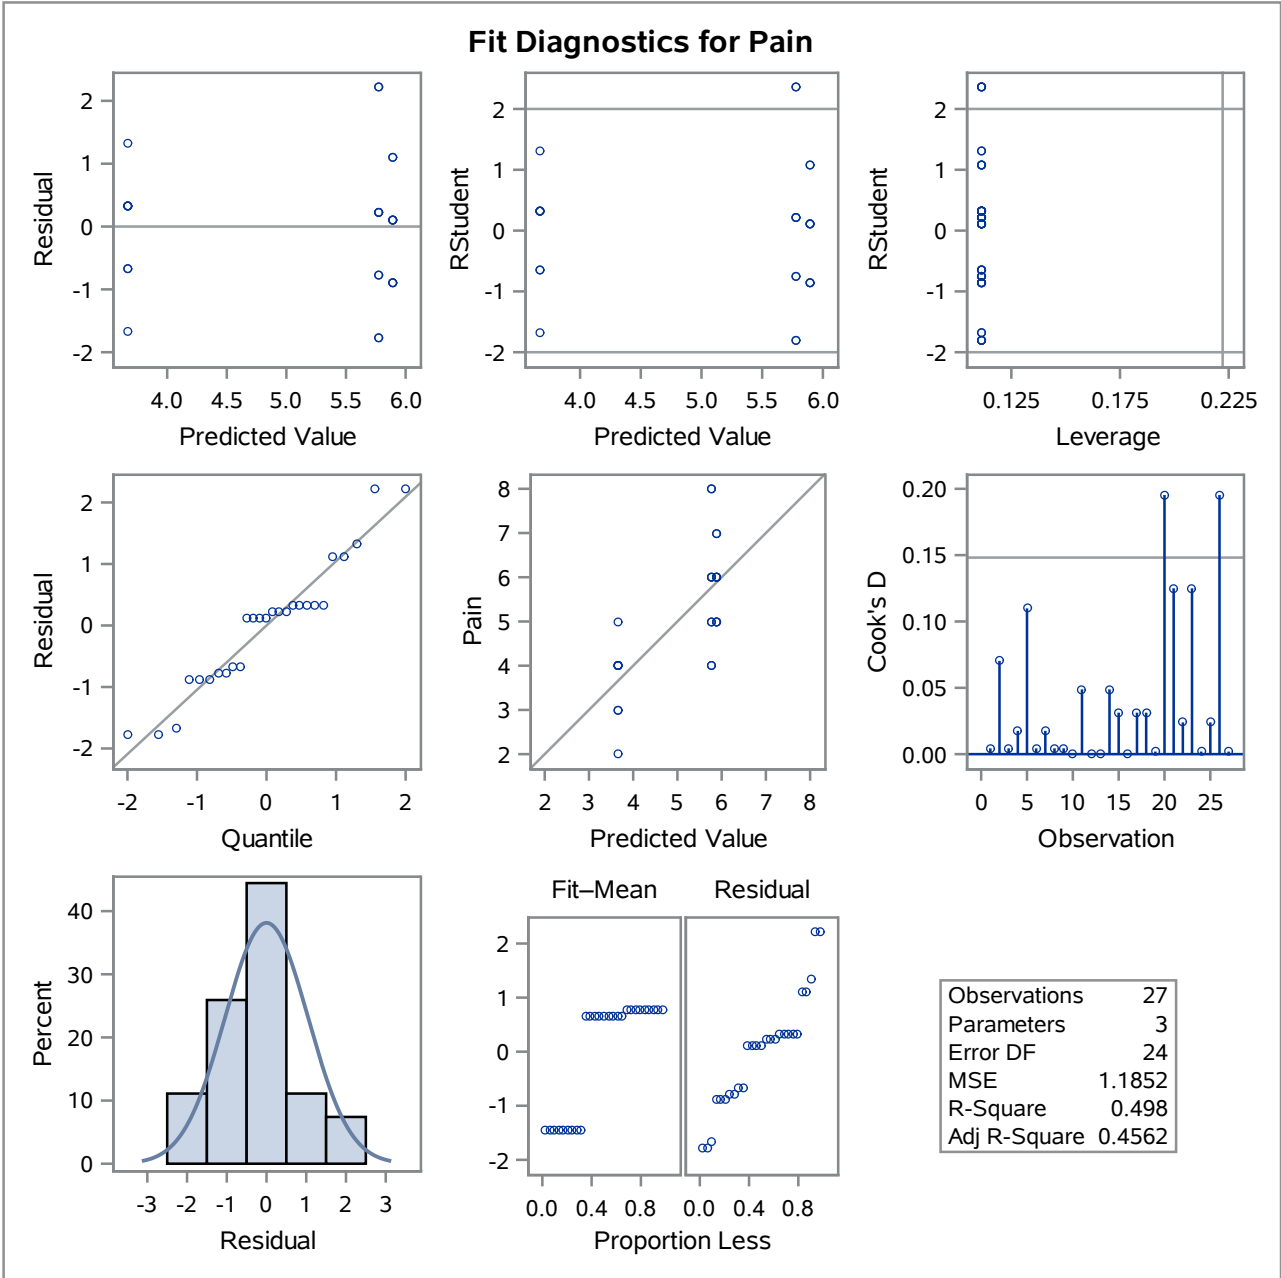 Fit Diagnostics for Pain
Residual
2
1
0
-1
-2
4.0 4.5 5.0 5.5 6.0
Predicted Value
RStudent
2
1
0
-1
-2
4.0 4.5 5.0 5.5 6.0
Predicted Value
RStudent
2
1
0
-1
-2
0.125 0.175 0.225
Leverage
Residual
2
1
0
-1
-2
-2 -1 0 1 2
Quantile
Pain
8
7
6
5
4
3
2
2 3 4 5 6 7 8
Predicted Value
Cook's D
0.20
0.15
0.10
0.05
0.00
0 5 10 15 20 25
Observation
Percent
40
30
20
10
0
-3 -2 -1 0 1 2 3
Residual
Fit–Mean Residual
2
1
0
-1
-2
0.0 0.4 0.8 0.0 0.4 0.8
Proportion Less
Observations 27
Parameters 3
Error DF 24
MSE 1.1852
R-Square 0.498
Adj R-Square 0.4562